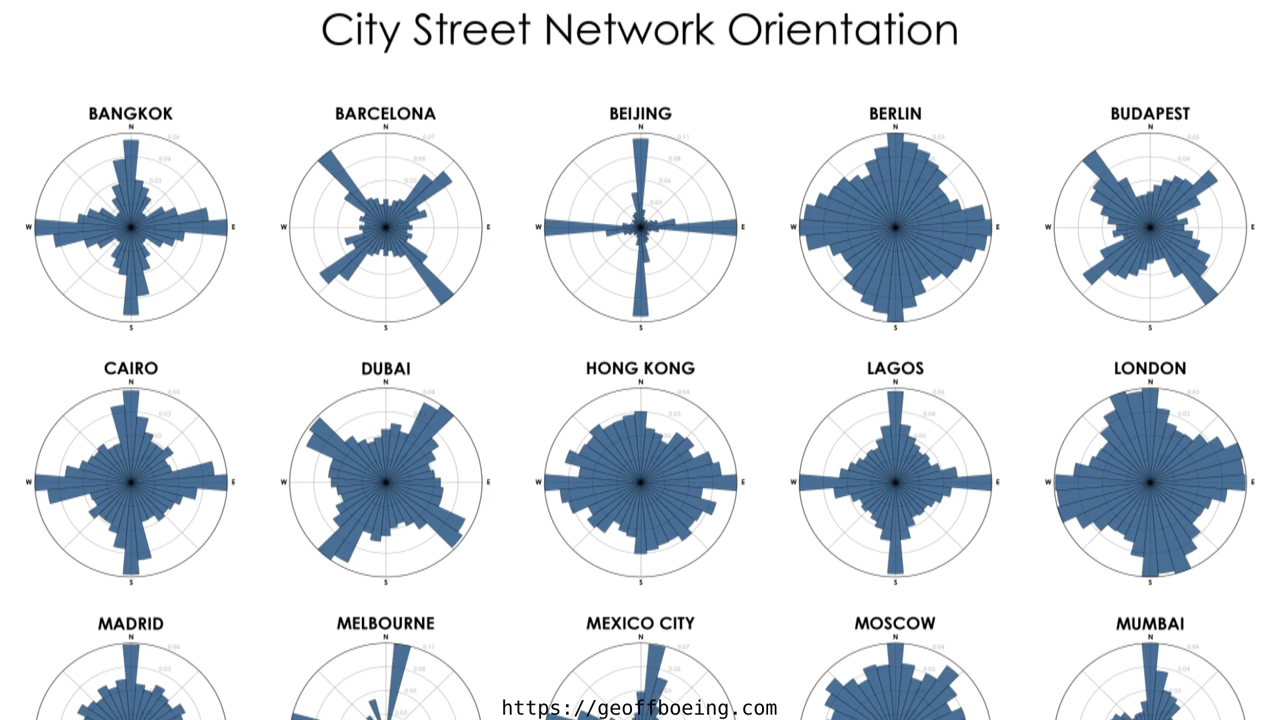 City Street Network Orientation
BANGKOK BARCELONA BEIJING BERLIN BUDAPEST
N N N N N
W E W E W E W E W E
S S S S S
CAIRO DUBAI HONG KONG LAGOS LONDON
N N N N N
W E W E W E W E W E
S S S S S
MADRID MELBOURNE MEXICO CITY MOSCOW MUMBAI
N N N N N
https://geoffboeing.com